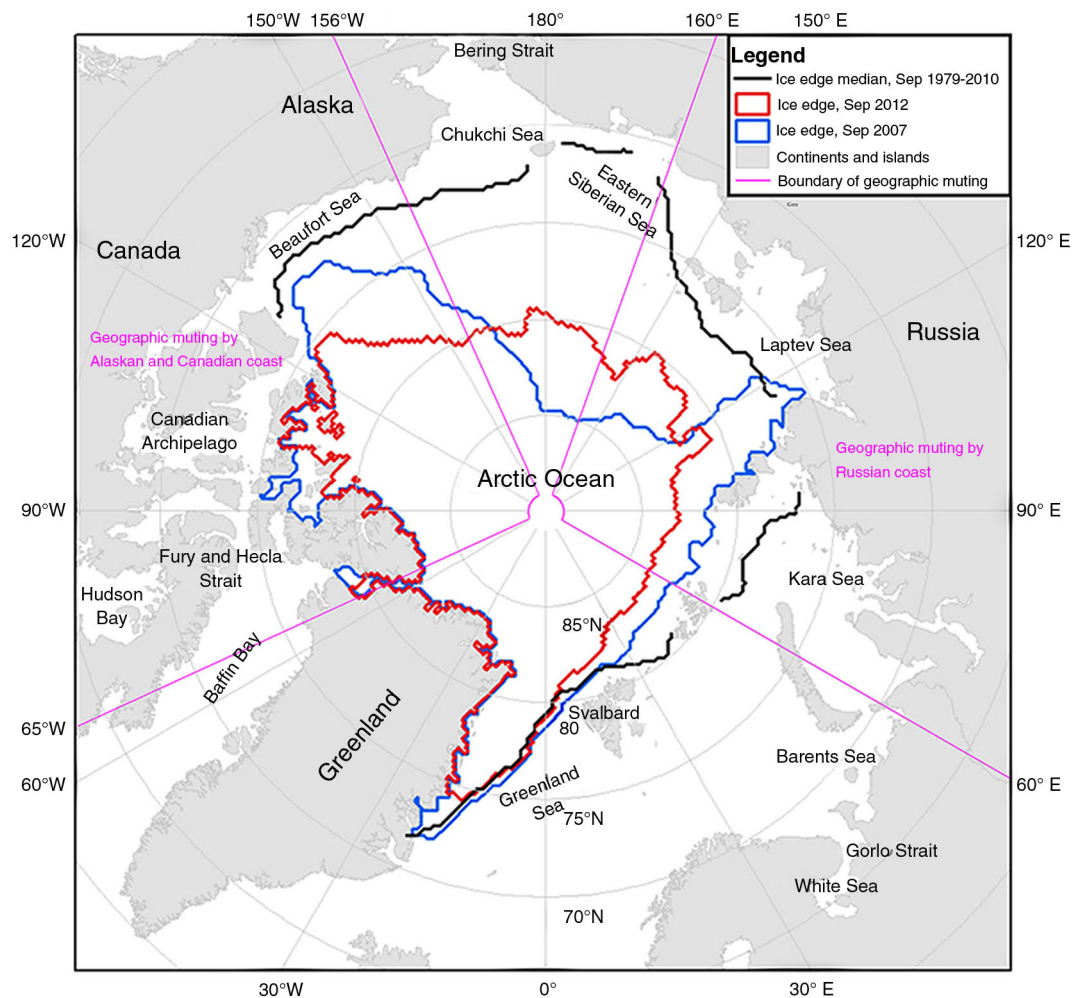 150°W 156°W 180° 160° E 150° E
Bering Strait
Legend
Ice edge median, Sep 1979-2010
Ice edge, Sep 2012
Ice edge, Sep 2007
Continents and islands
Boundary of geographic muting
Alaska
Chukchi Sea
Eastern
Siberian Sea
Geo
Beaufort Sea
120°W
120° E
Canada
Geographic muting by
Alaskan and Canadian coast
Russia
Laptev Sea
Canadian
Archipelago
Geographic muting by
Russian coast
Arctic Ocean
90°W
90° E
Fury and Hecla
Strait
Kara Sea
Hudson
Bay
85°N
Baffin Bay
Greenland
Svalbard
80
65°W
Barents Sea
60°W
60° E
Greenland
Sea
75°N
Gorlo Strait
White Sea
70°N
30°W
0°
30° E